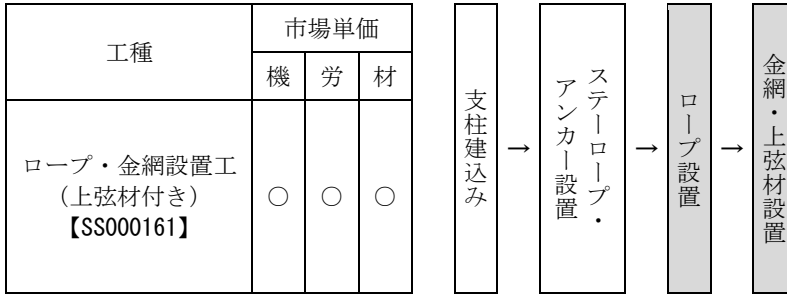 工種
市場単価
機 労 材
ロープ・金網設置工
（上弦材付き）
【SS000161】
○ ○ ○
支柱建込み
→
ステーロープ・
アンカー設置
→
ロープ設置
→
金網・上弦材設置